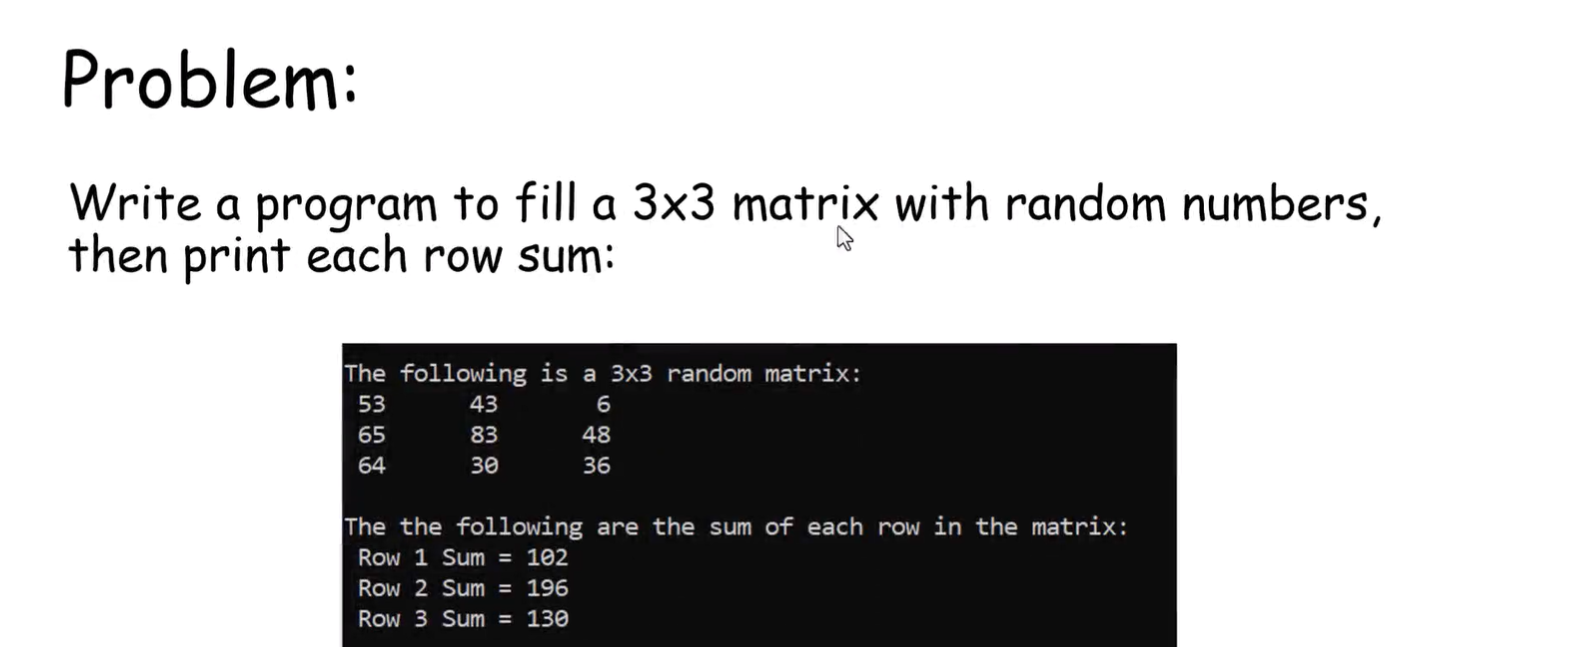 Problem:
Write a program to fill a 3x3 matrix with random numbers,
then print each row sum:
The following is a 3x3 random matrix:
53 43 6
65 83 48
64 30 36
The the following are the sum of each row in the matrix:
Row 1 Sum = 102
Row 2 Sum = 196
Row 3 Sum = 130